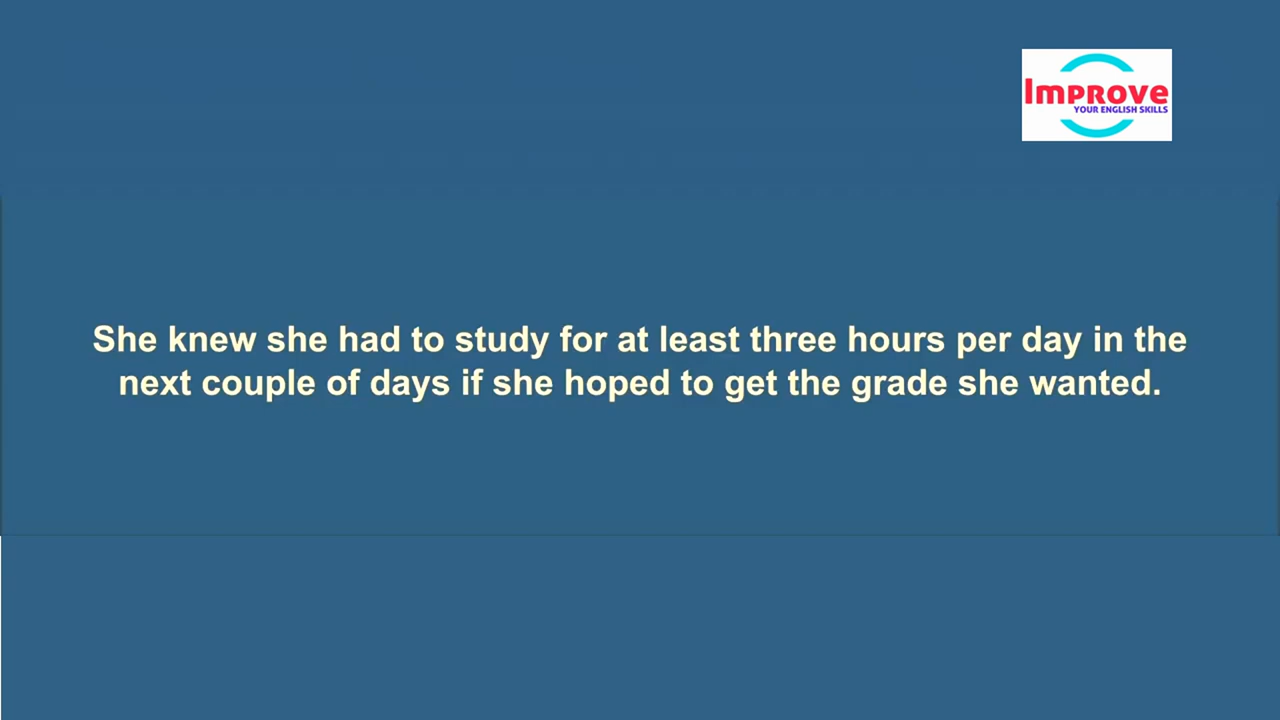 Improve
YOUR ENGLISH SKILLS
She knew she had to study for at least three hours per day in the
next couple of days if she hoped to get the grade she wanted.